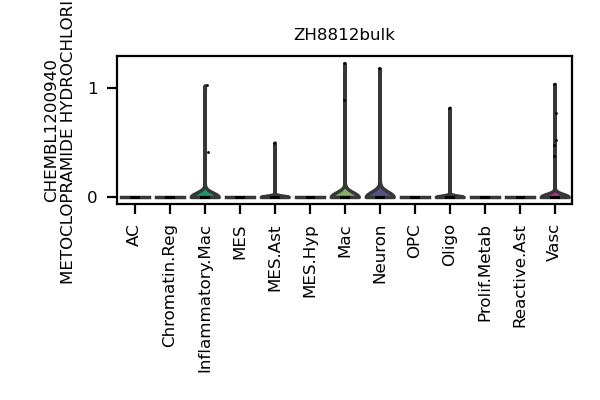 ZH8812bulk
CHEMBL1200940
METOCLOPRAMIDE HYDROCHLORI
1
0
AC
Chromatin.Reg
Inflammatory.Mac
MES
MES.Ast
MES.Hyp
Mac
Neuron
OPC
Oligo
Prolif.Metab
Reactive.Ast
Vasc